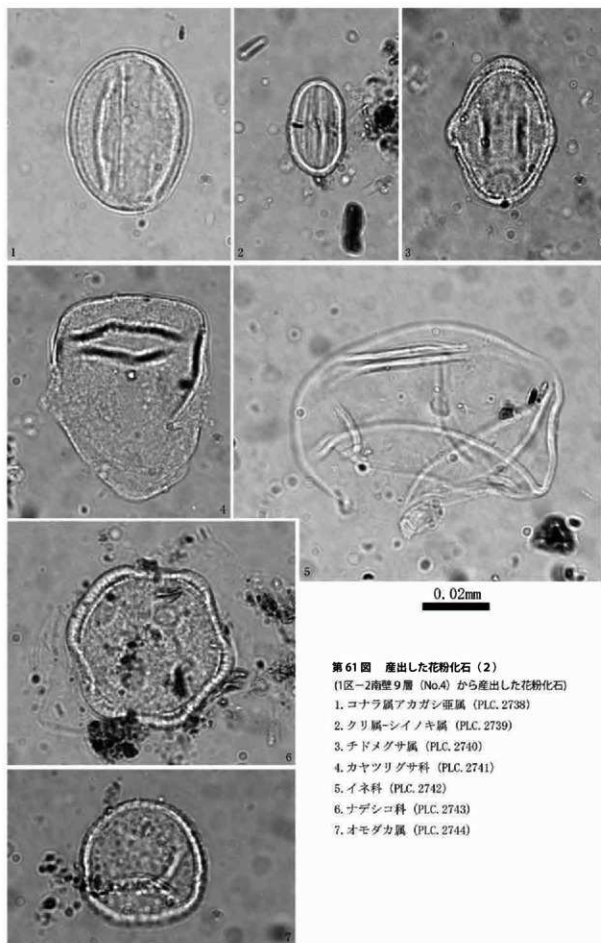 1
2
3
4
5
6
7
0.02mm
第61図 産出した花粉化石（2）
(1区－2南壁９層（No.4）から産出した花粉化石)
1. コナラ属アカガシ亜属（PLC. 2738）
2. クリ属－シイノキ属（PLC. 2739）
3. チドメグサ属（PLC. 2740）
4. カヤツリグサ科（PLC. 2741）
5. イネ科（PLC. 2742）
6. ナデシコ科（PLC. 2743）
7. オモダカ属（PLC. 2744）